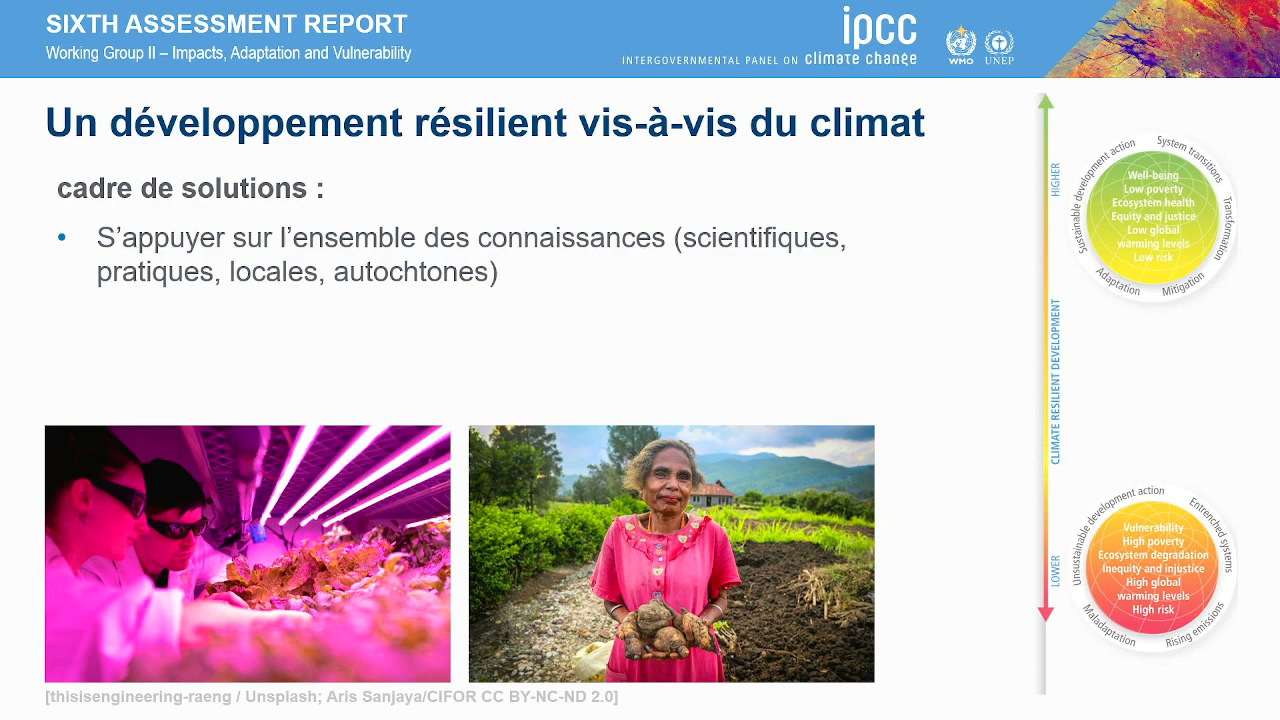 SIXTH ASSESSMENT REPORT
Working Group II – Impacts, Adaptation and Vulnerability
ipcc
INTERGOVERNMENTAL PANEL ON climate change
WMO
UNEP
Un développement résilient vis-à-vis du climat
cadre de solutions :
• S’appuyer sur l’ensemble des connaissances (scientifiques,
pratiques, locales, autochtones)
HIGHER
CLIMATE RESILIENT DEVELOPMENT
LOWER
Sustainable development action
System transitions
Transformation
Mitigation
Adaptation
Well-being
Low poverty
Ecosystem health
Equity and justice
Low global
warming levels
Low risk
Unsustainable development action
Entrenched systems
Rising emissions
Maladaptation
Vulnerability
High poverty
Ecosystem degradation
Inequity and injustice
High global
warming levels
High risk
[thisisengineering-raeng / Unsplash; Aris Sanjaya/CIFOR CC BY-NC-ND 2.0]